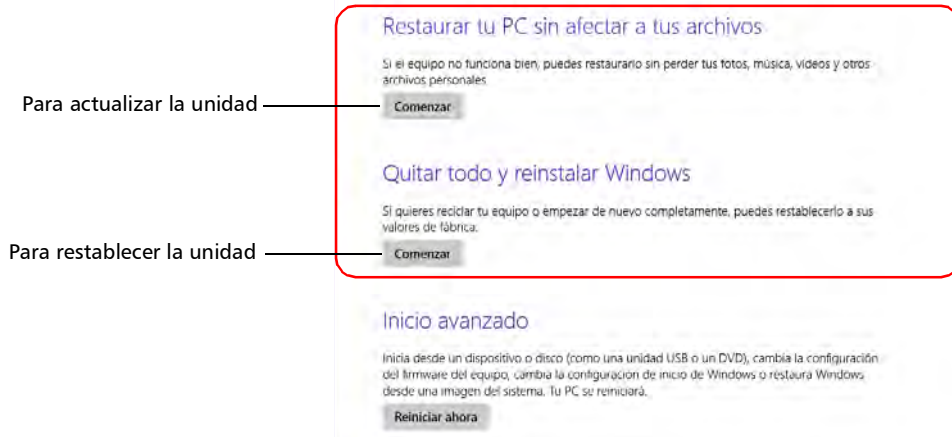 Restaurar tu PC sin afectar a tus archivos
Si el equipo no funciona bien, puedes restaurarlo sin perder tus fotos, música, vídeos y otros
archivos personales.
Para actualizar la unidad
Comenzar
Quitar todo y reinstalar Windows
Si quieres reciclar tu equipo o empezar de nuevo completamente, puedes restablecerlo a sus
valores de fábrica.
Para restablecer la unidad
Comenzar
Inicio avanzado
Inicia desde un dispositivo o disco (como una unidad USB o un DVD), cambia la configuración
del firmware del equipo, cambia la configuración de inicio de Windows o restaura Windows
desde una imagen del sistema. Tu PC se reiniciará.
Reiniciar ahora